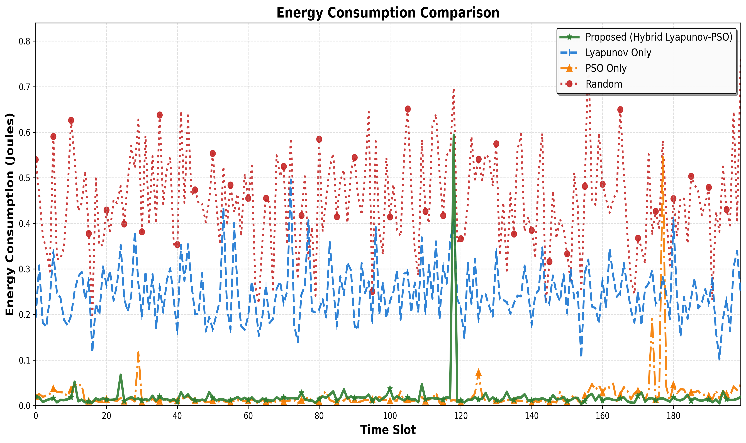 Energy Consumption Comparison
Energy Consumption (Joules)
0.8
0.7
0.6
0.5
0.4
0.3
0.2
0.1
0.0
Proposed (Hybrid Lyapunov-PSO)
Lyapunov Only
PSO Only
Random
0 20 40 60 80 100 120 140 160 180
Time Slot